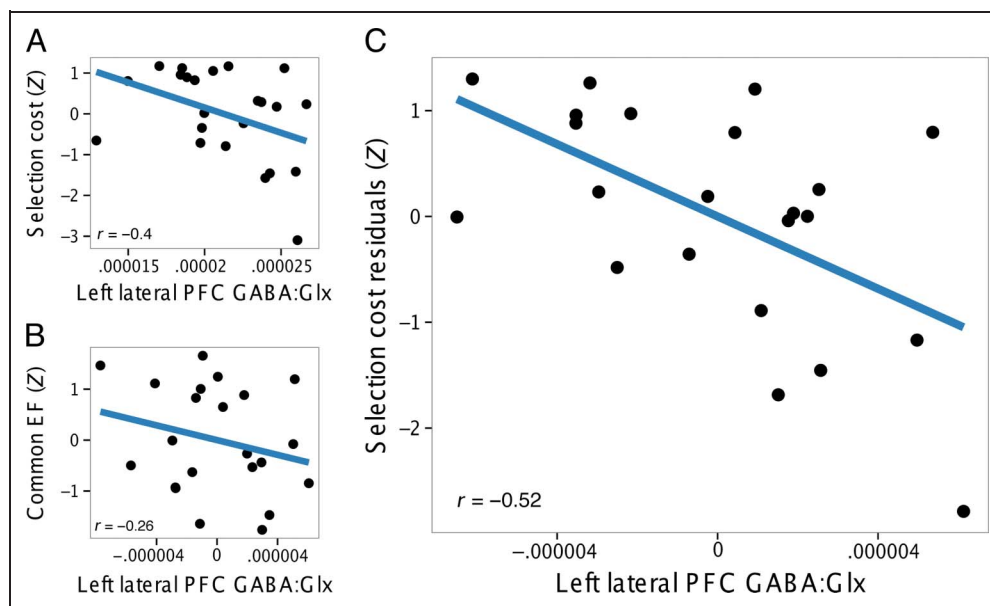 A
Selection cost (Z)
1
0
−1
−2
−3
r = −0.4
.000015 .00002 .000025
Left lateral PFC GABA:Glx
B
Common EF (Z)
1
0
−1
r = −0.26
−.000004 0 .000004
Left lateral PFC GABA:Glx
C
Selection cost residuals (Z)
1
0
−1
−2
r = −0.52
−.000004 0 .000004
Left lateral PFC GABA:Glx